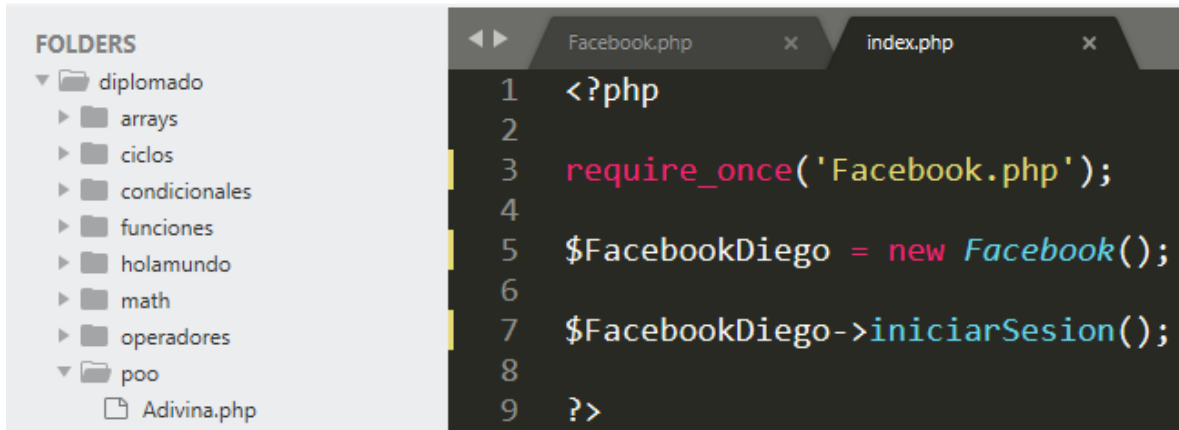 FOLDERS
diplomado
arrays
ciclos
condicionales
funciones
holamundo
math
operadores
poo
Adivina.php
Facebook.php ×
index.php ×
1 <?php
2
3 require_once('Facebook.php');
4
5 $FacebookDiego = new Facebook();
6
7 $FacebookDiego->iniciarSesion();
8
9 ?>